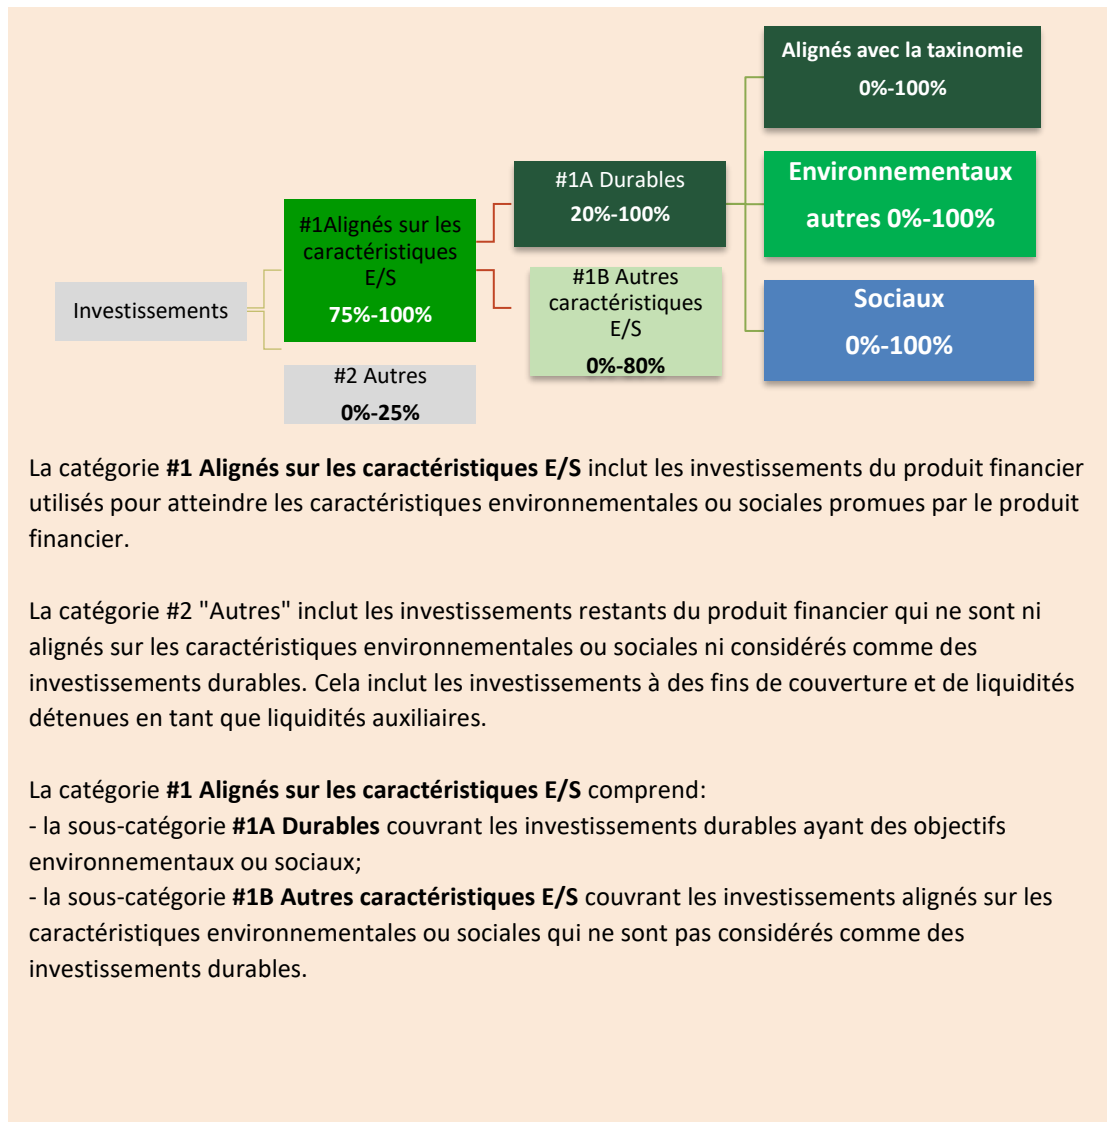 Investissements
#1Alignés sur les
caractéristiques
E/S
75%-100%
#2 Autres
0%-25%
#1A Durables
20%-100%
#1B Autres
caractéristiques
E/S
0%-80%
Alignés avec la taxinomie
0%-100%
Environnementaux
autres 0%-100%
Sociaux
0%-100%
La catégorie #1 Alignés sur les caractéristiques E/S inclut les investissements du produit financier
utilisés pour atteindre les caractéristiques environnementales ou sociales promues par le produit
financier.
La catégorie #2 "Autres" inclut les investissements restants du produit financier qui ne sont ni
alignés sur les caractéristiques environnementales ou sociales ni considérés comme des
investissements durables. Cela inclut les investissements à des fins de couverture et de liquidités
détenues en tant que liquidités auxiliaires.
La catégorie #1 Alignés sur les caractéristiques E/S comprend:
- la sous-catégorie #1A Durables couvrant les investissements durables ayant des objectifs
environnementaux ou sociaux;
- la sous-catégorie #1B Autres caractéristiques E/S couvrant les investissements alignés sur les
caractéristiques environnementales ou sociales qui ne sont pas considérés comme des
investissements durables.